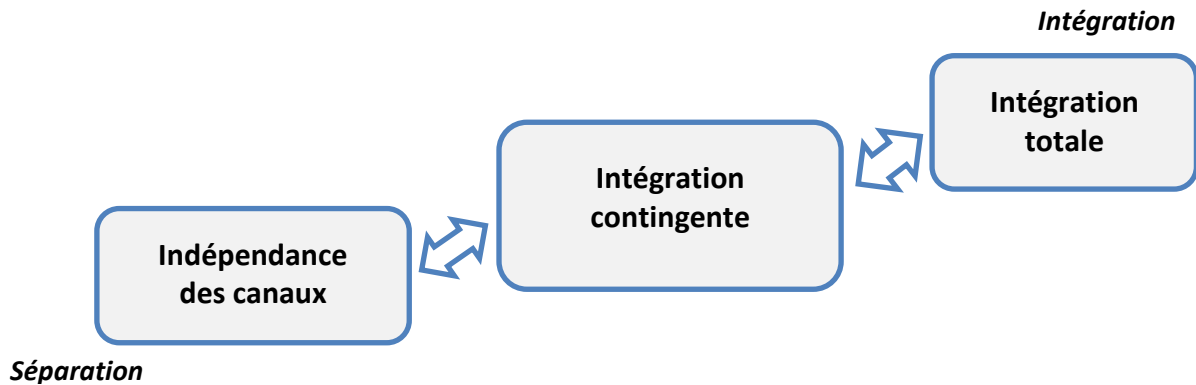 Intégration
Intégration
totale
Intégration
contingente
Indépendance
des canaux
Séparation